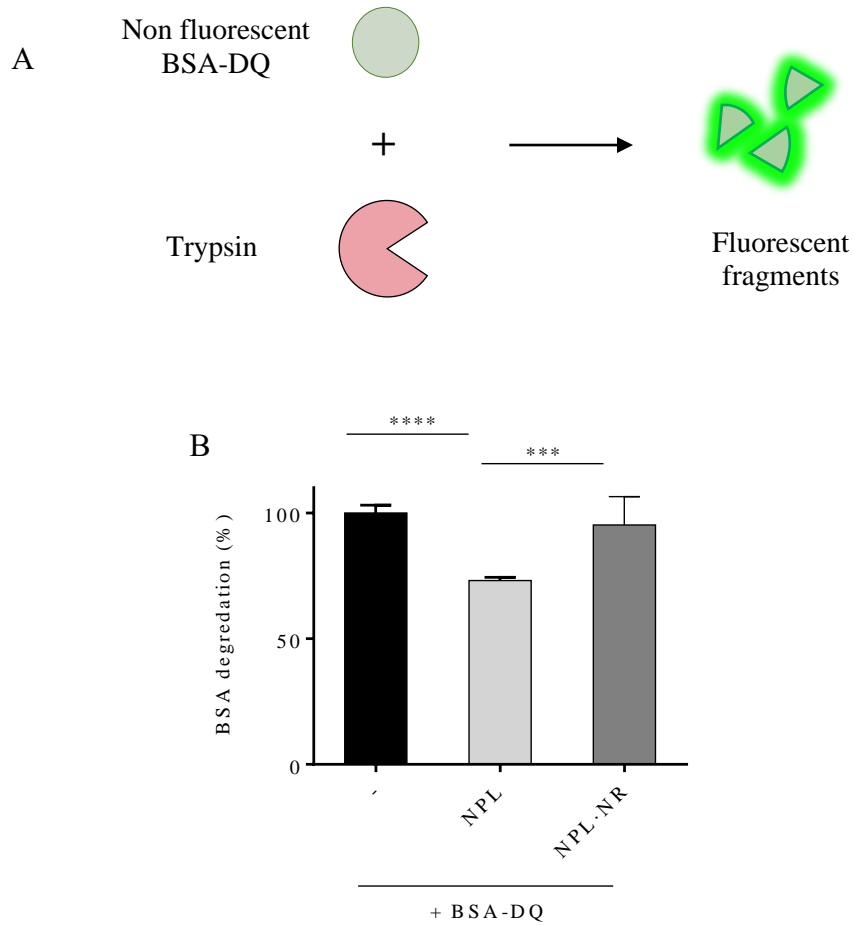 A
Non fluorescent
BSA-DQ
+
Trypsin
Fluorescent
fragments
B
****
***
BSA degredation (%)
100
50
0
-
NPL
NPL·NR
+ BSA-DQ